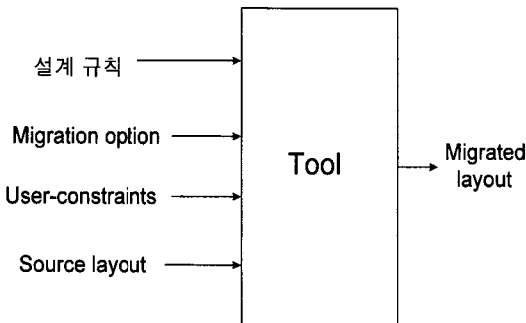 설계 규칙
Migration option
User-constraints
Source layout
Tool
Migrated
layout